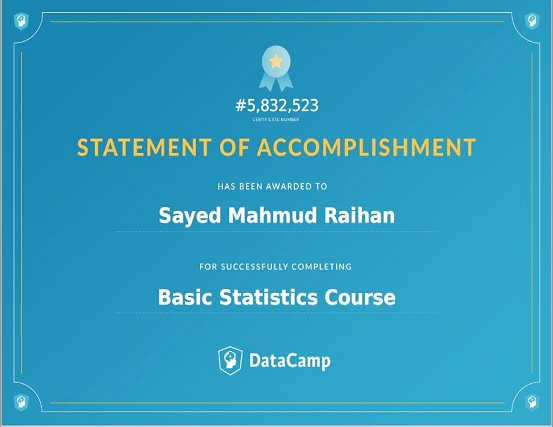 #5,832,523
CERTIFICATE NUMBER
STATEMENT OF ACCOMPLISHMENT
HAS BEEN AWARDED TO
Sayed Mahmud Raihan
FOR SUCCESSFULLY COMPLETING
Basic Statistics Course
DataCamp